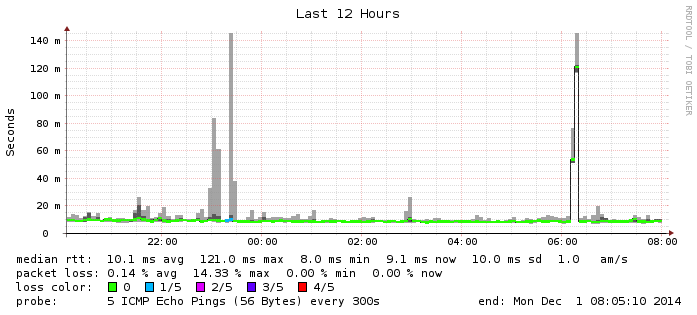 Last 12 Hours
RRDTOOL / TOBI OETIKER
Seconds
140 m
120 m
100 m
80 m
60 m
40 m
20 m
0
22:00 00:00 02:00 04:00 06:00 08:00
median rtt: 10.1 ms avg 121.0 ms max 8.0 ms min 9.1 ms now 10.0 ms sd 1.0 am/s
packet loss: 0.14 % avg 14.33 % max 0.00 % min 0.00 % now
loss color: 0 1/5 2/5 3/5 4/5
probe: 5 ICMP Echo Pings (56 Bytes) every 300s end: Mon Dec 1 08:05:10 2014